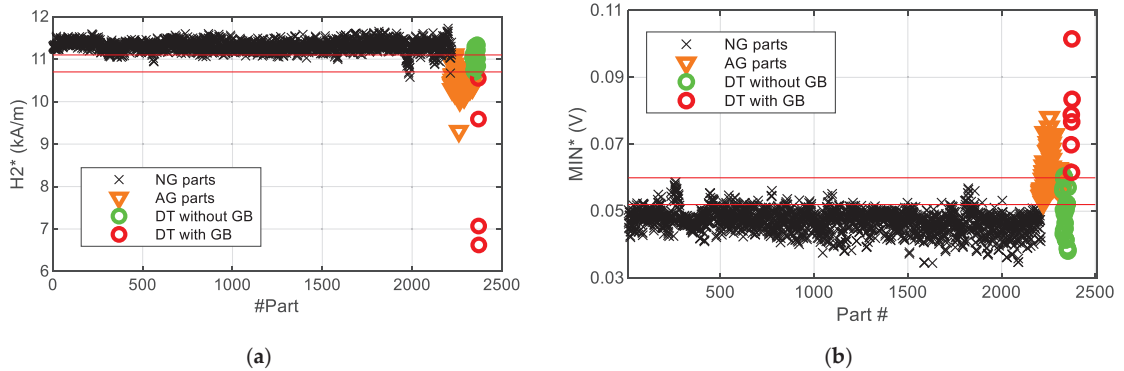 12
11
10
9
8
7
6
H2* (kA/m)
NG parts
AG parts
DT without GB
DT with GB
0
500
1000
1500
2000
2500
#Part
(a)
0.11
0.09
0.07
0.05
0.03
MIN* (V)
NG parts
AG parts
DT without GB
DT with GB
500
1000
1500
2000
2500
Part #
(b)